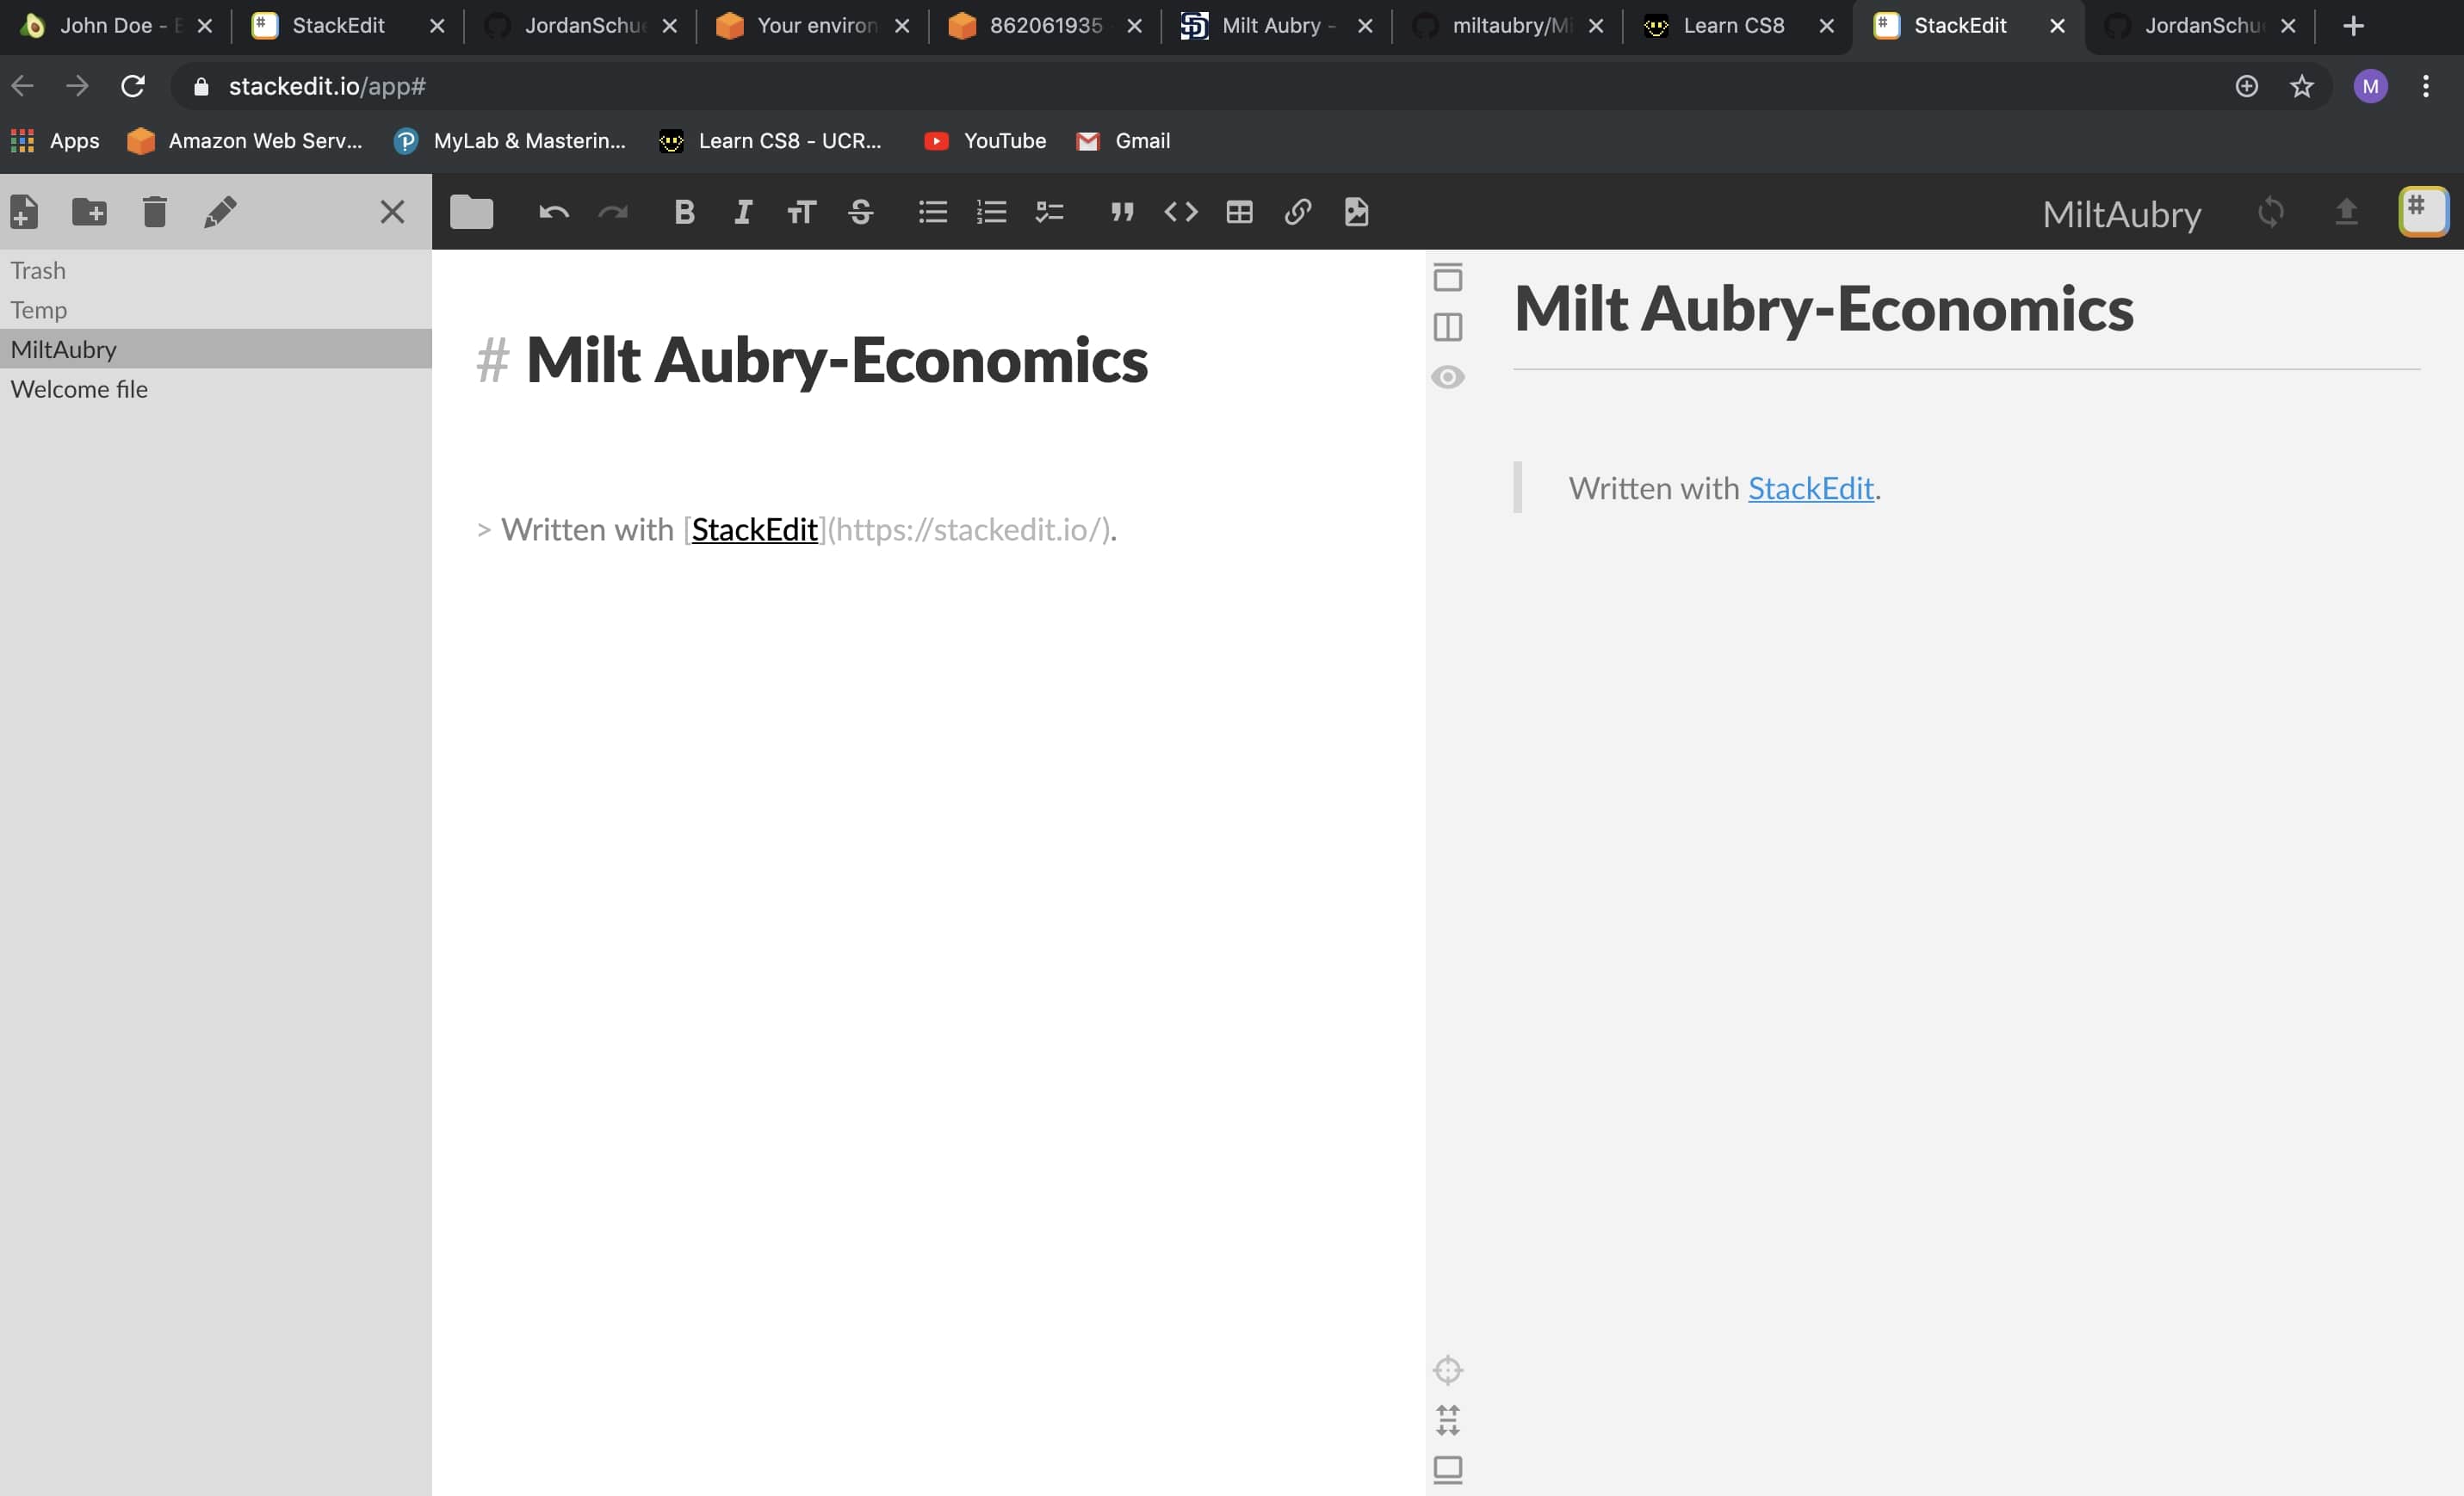 John Doe -
StackEdit
JordanSchu
Your environ
862061935
Milt Aubry -
miltaubry/Mi
Learn CS8
StackEdit
JordanSchu
stackedit.io/app#
M
Apps
Amazon Web Serv...
MyLab & Masterin...
Learn CS8 - UCR...
YouTube
Gmail
MiltAubry
Trash
Temp
MiltAubry
Welcome file
# Milt Aubry-Economics
> Written with [StackEdit](https://stackedit.io/).
Milt Aubry-Economics
Written with StackEdit.